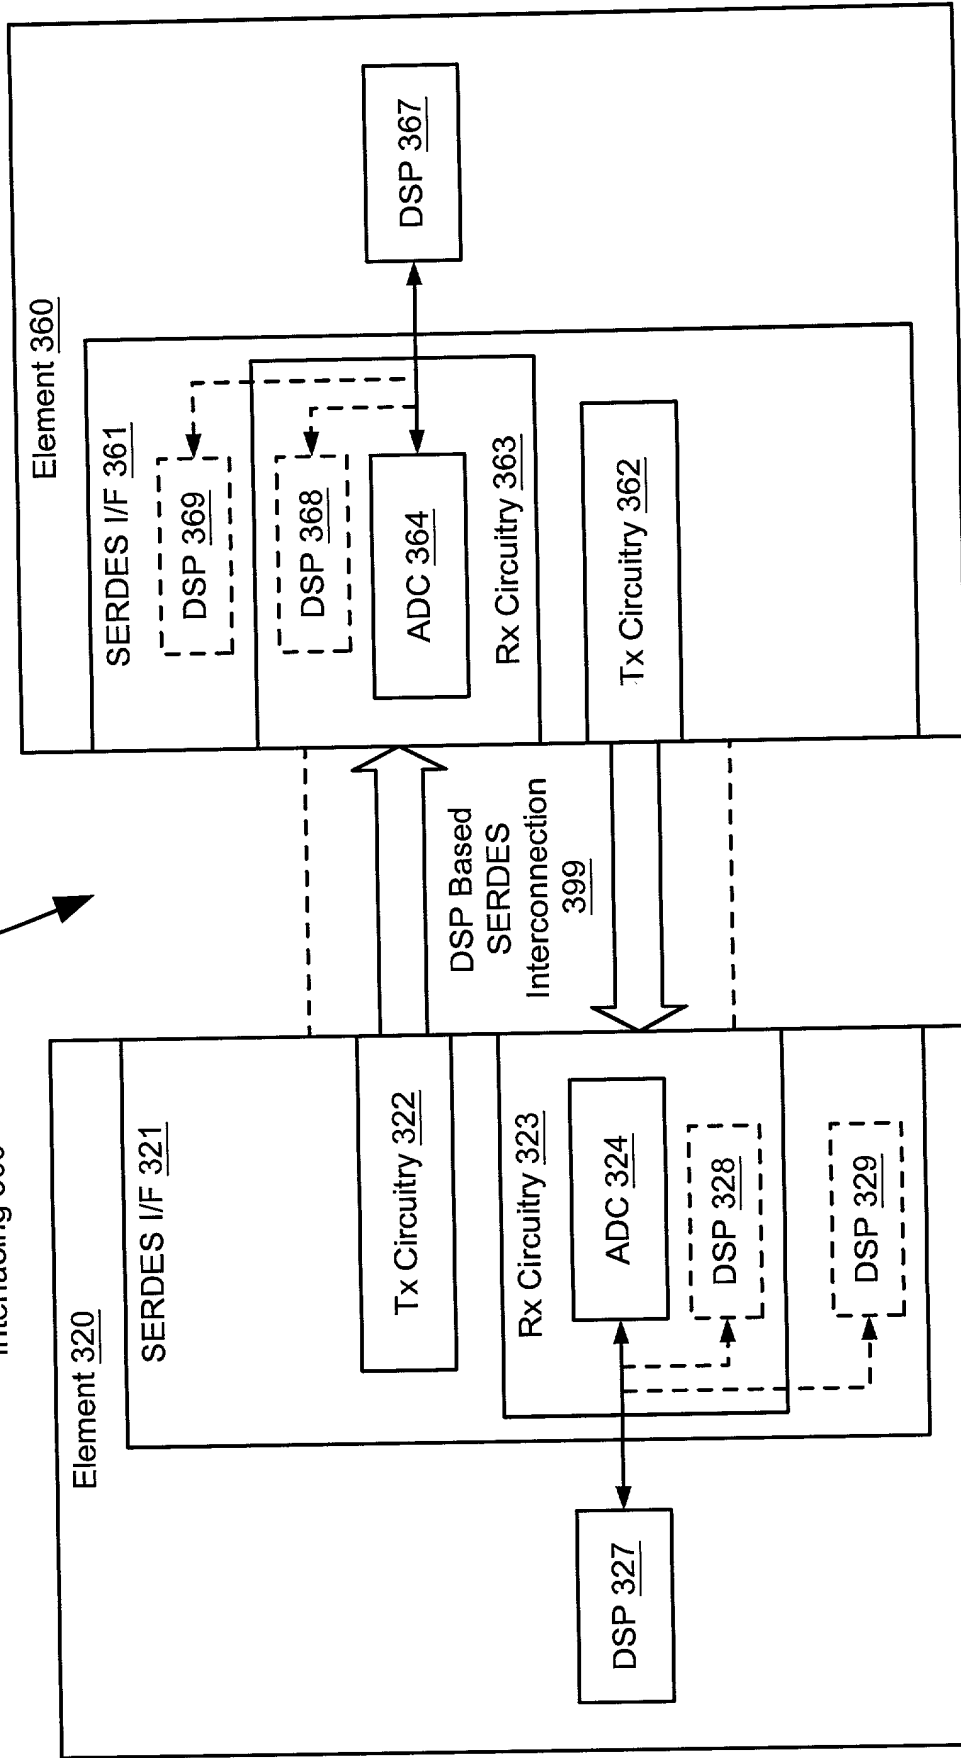 Element 320
SERDES I/F 321
Tx Circuitry 322
Rx Circuitry 323
ADC 324
DSP 328
DSP 329
DSP 327
DSP Based
SERDES
Interconnection
399
Element 360
SERDES I/F 361
DSP 369
DSP 368
ADC 364
Rx Circuitry 363
Tx Circuitry 362
DSP 367